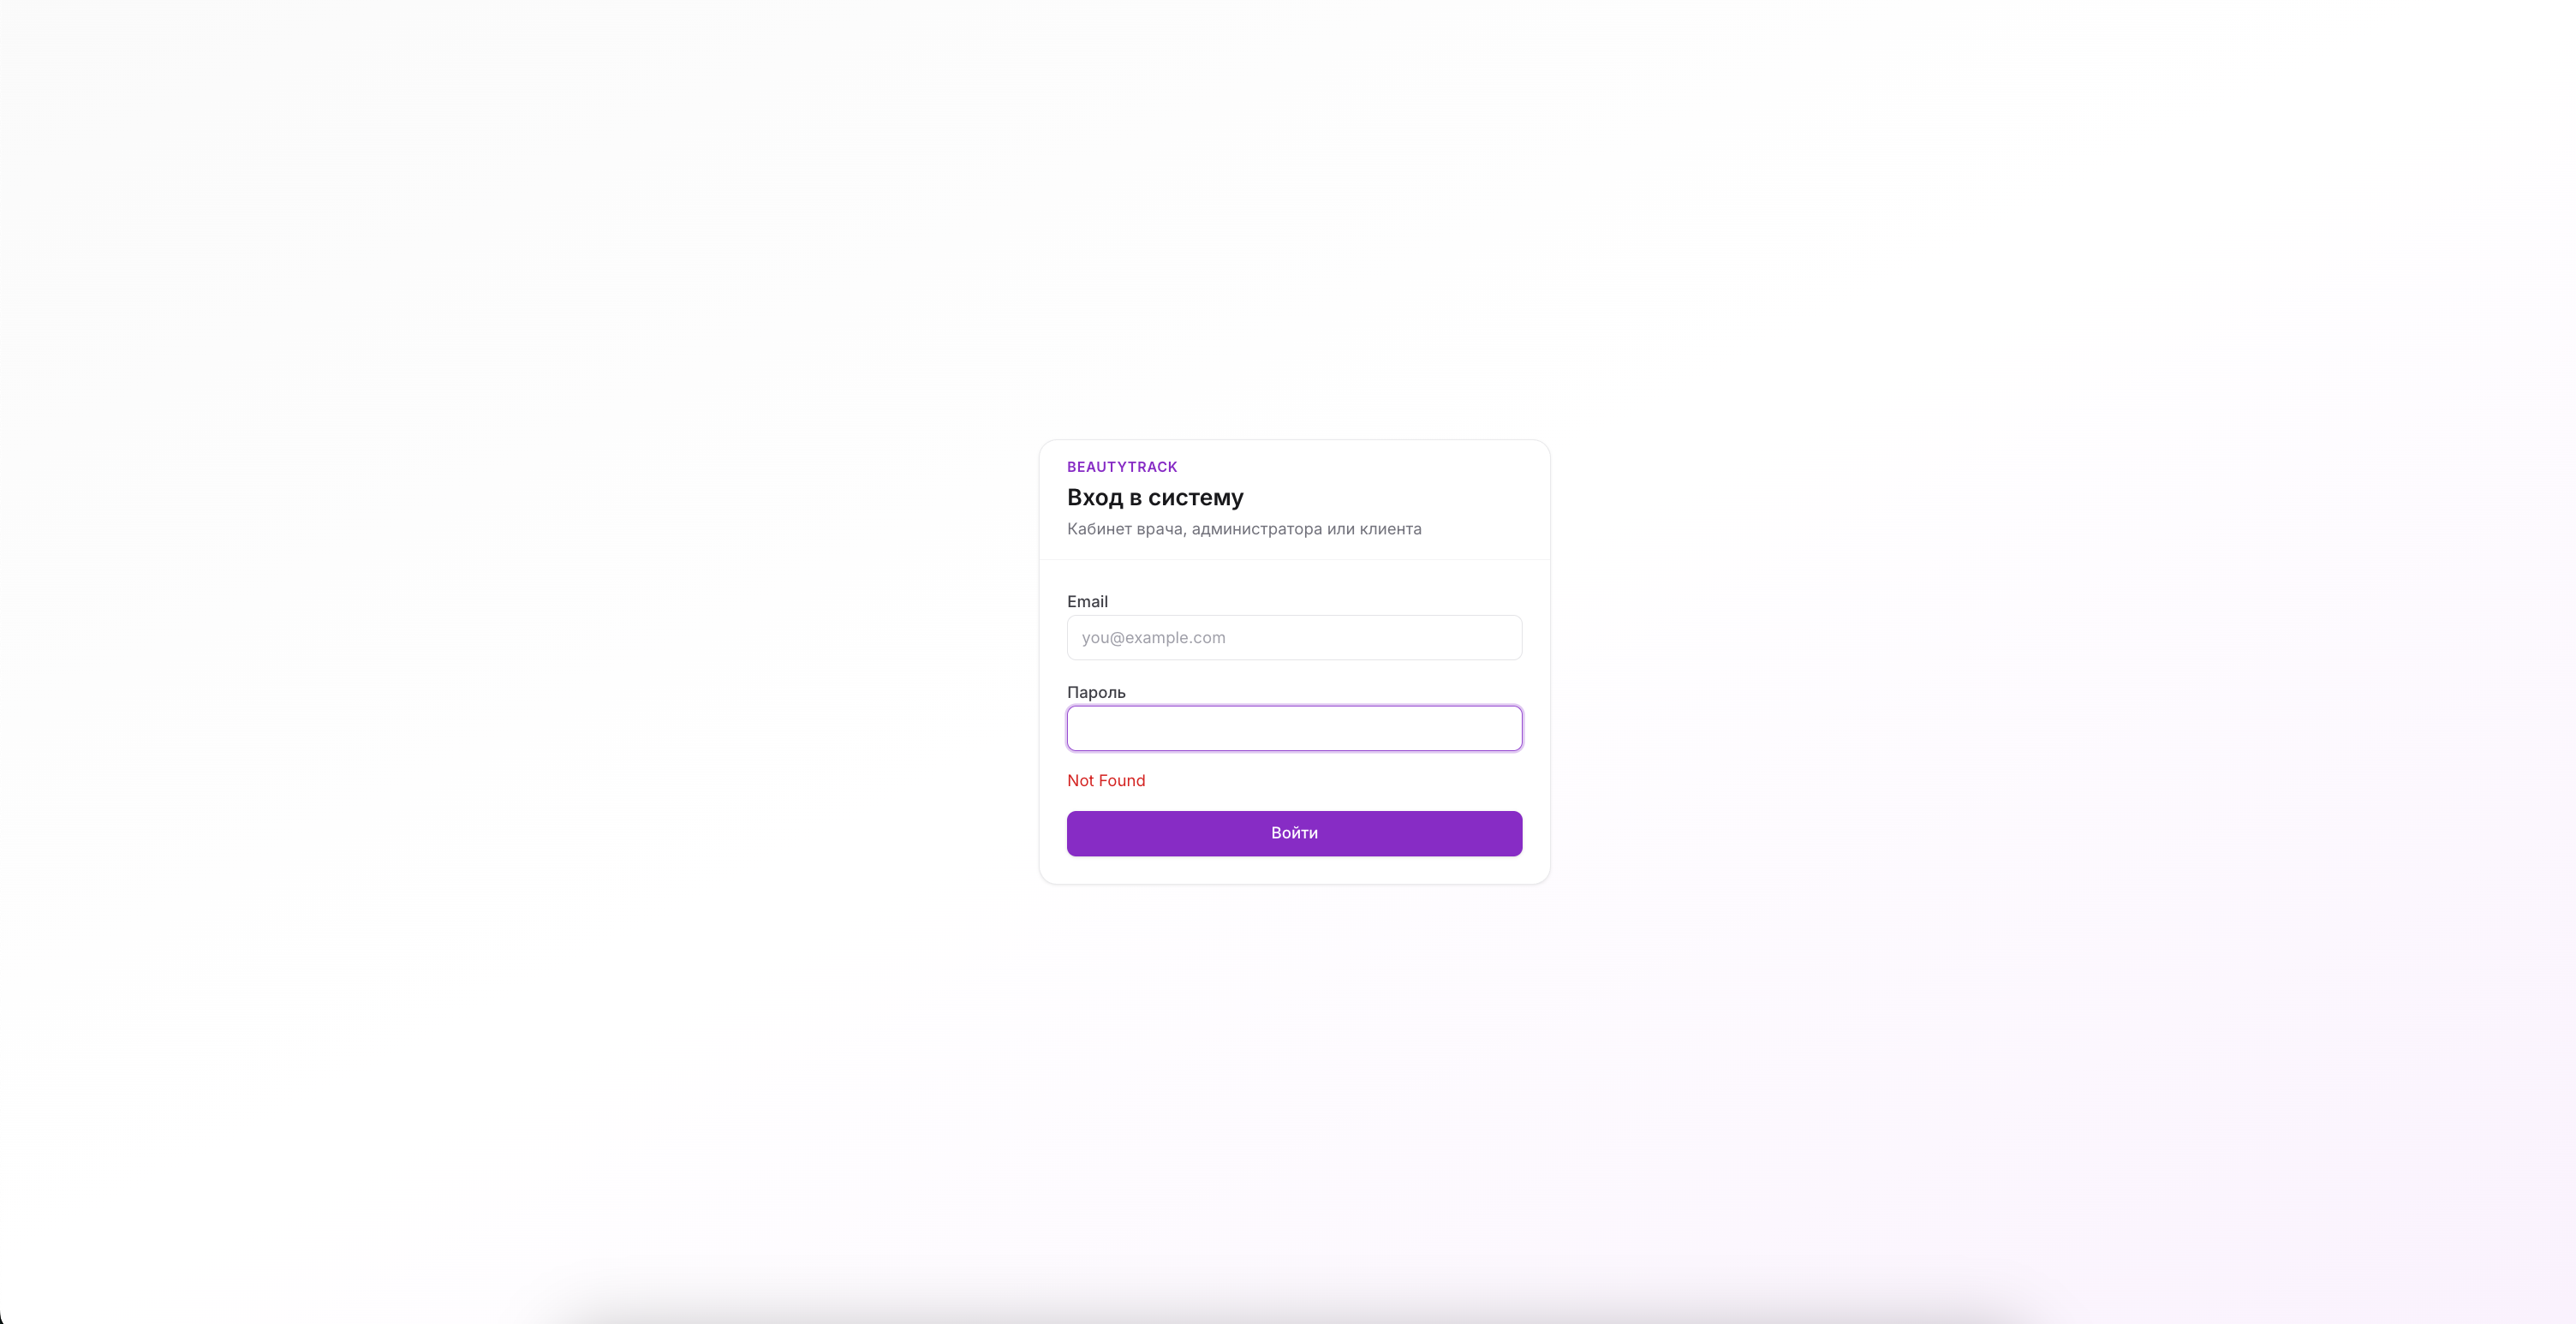 BEAUTYTRACK
Вход в систему
Кабинет врача, администратора или клиента
Email
you@example.com
Пароль
Not Found
Войти